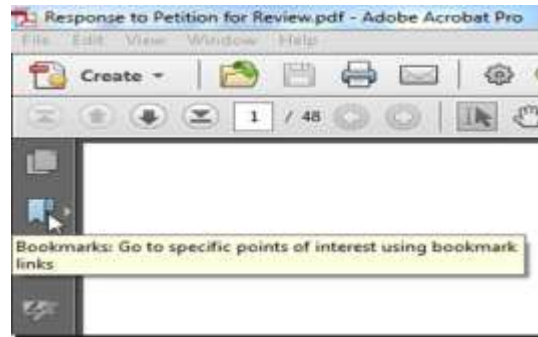 Response to Petition for Review.pdf - Adobe Acrobat Pro
File Edit View Window Help
Create
1 / 48
Bookmarks: Go to specific points of interest using bookmark
links